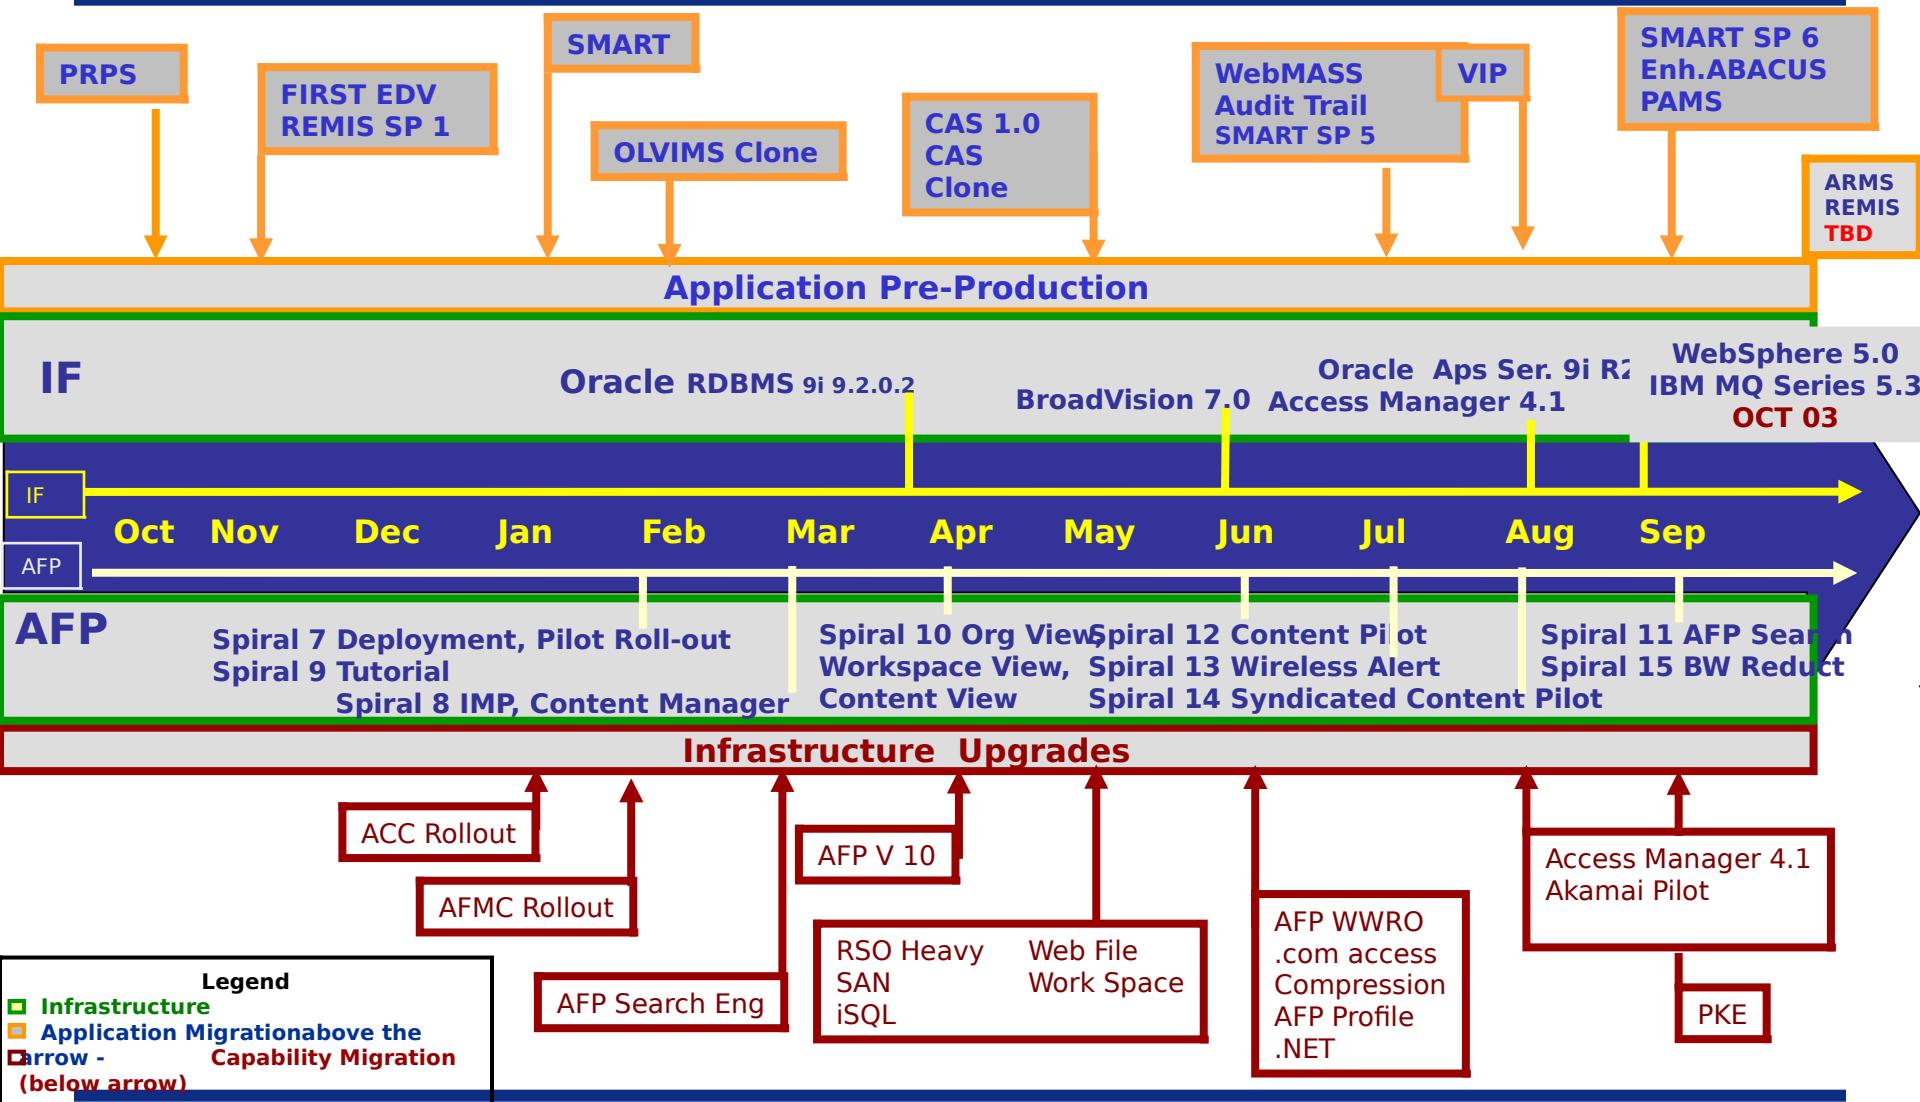 PRPS
FIRST EDV
REMIS SP 1
SMART
OLVIMS Clone
CAS 1.0
CAS
Clone
WebMASS
Audit Trail
SMART SP 5
VIP
SMART SP 6
Enh.ABACUS
PAMS
ARMS
REMIS
TBD
Application Pre-Production
IF
Oracle RDBMS 9i 9.2.0.2
BroadVision 7.0
Oracle  Aps Ser. 9i R2
Access Manager 4.1
WebSphere 5.0
IBM MQ Series 5.3
OCT 03
IF
Oct Nov Dec Jan Feb Mar Apr May Jun Jul Aug Sep
AFP
AFP
Spiral 7 Deployment, Pilot Roll-out
Spiral 9 Tutorial
Spiral 8 IMP, Content Manager
Spiral 10 Org View,
Workspace View,
Content View
Spiral 12 Content Pilot
Spiral 13 Wireless Alert
Spiral 14 Syndicated Content Pilot
Spiral 11 AFP Search
Spiral 15 BW Reduct
Infrastructure  Upgrades
ACC Rollout
AFMC Rollout
AFP Search Eng
AFP V 10
RSO Heavy
SAN
iSQL
Web File
Work Space
AFP WWRO
.com access
Compression
AFP Profile
.NET
Access Manager 4.1
Akamai Pilot
PKE
Legend
Infrastructure
Application Migrationabove the
arrow - Capability Migration
(below arrow)